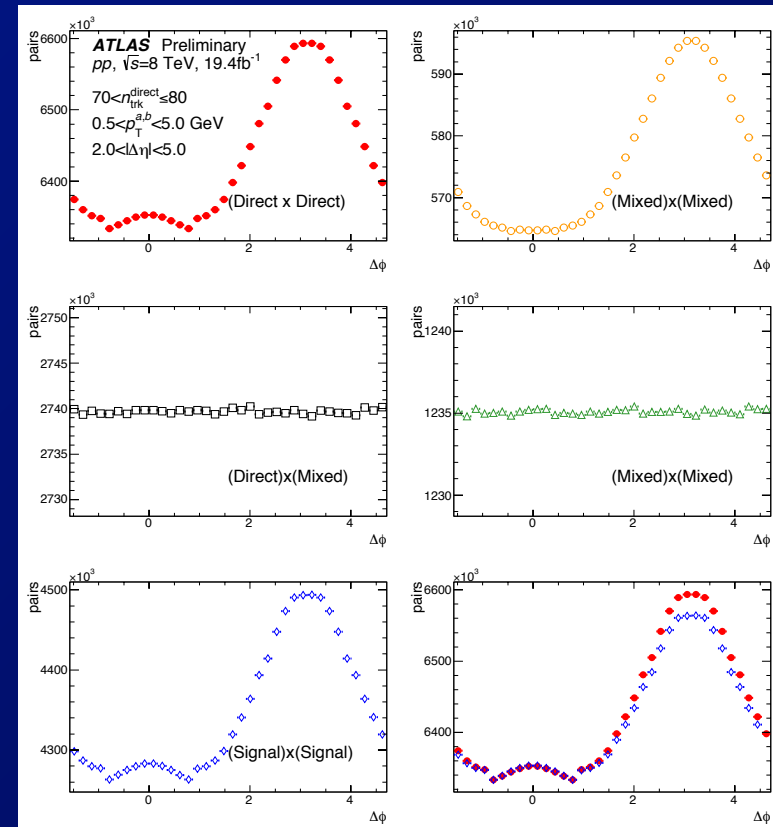 pairs
×10³
6600
6500
6400
ATLAS Preliminary
pp, √s=8 TeV, 19.4fb⁻¹
70<n_trk^direct≤80
0.5<p_T^{a,b}<5.0 GeV
2.0<|Δη|<5.0
(Direct x Direct)
0 2 4
Δϕ
pairs
×10³
590
580
570
(Mixed)x(Mixed)
0 2 4
Δϕ
pairs
×10³
2750
2745
2740
2735
2730
(Direct)x(Mixed)
0 2 4
Δϕ
pairs
×10³
1240
1235
1230
(Mixed)x(Mixed)
0 2 4
Δϕ
pairs
×10³
4500
4400
4300
(Signal)x(Signal)
0 2 4
Δϕ
pairs
×10³
6600
6500
6400
0 2 4
Δϕ